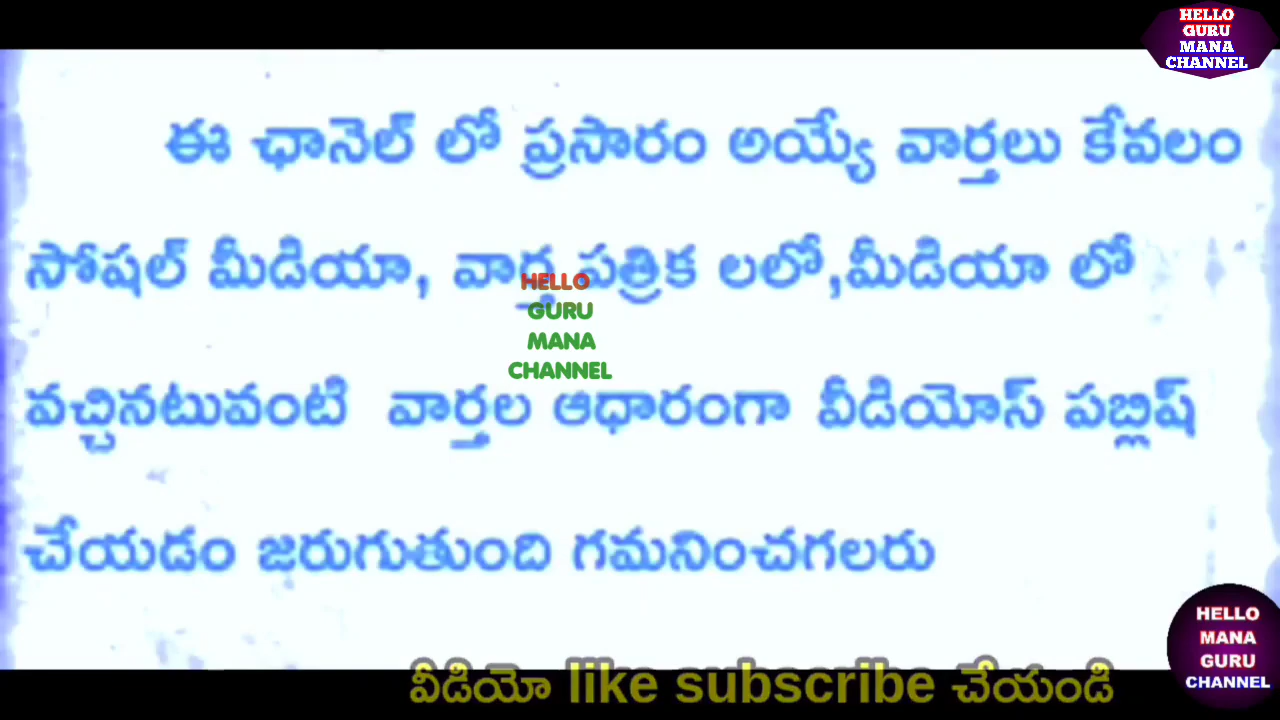 HELLO
GURU
MANA
CHANNEL
ఈ ఛానెల్ లో ప్రసారం అయ్యే వార్తలు కేవలం
సోషల్ మీడియా, వార్త పత్రిక లలో,మీడియా లో
HELLO
GURU
MANA
CHANNEL
వచ్చినటువంటి వార్తల ఆధారంగా వీడియోస్ పబ్లిష్
చేయడం జరుగుతుంది గమనించగలరు
HELLO
MANA
GURU
CHANNEL
వీడియో like subscribe చేయండి